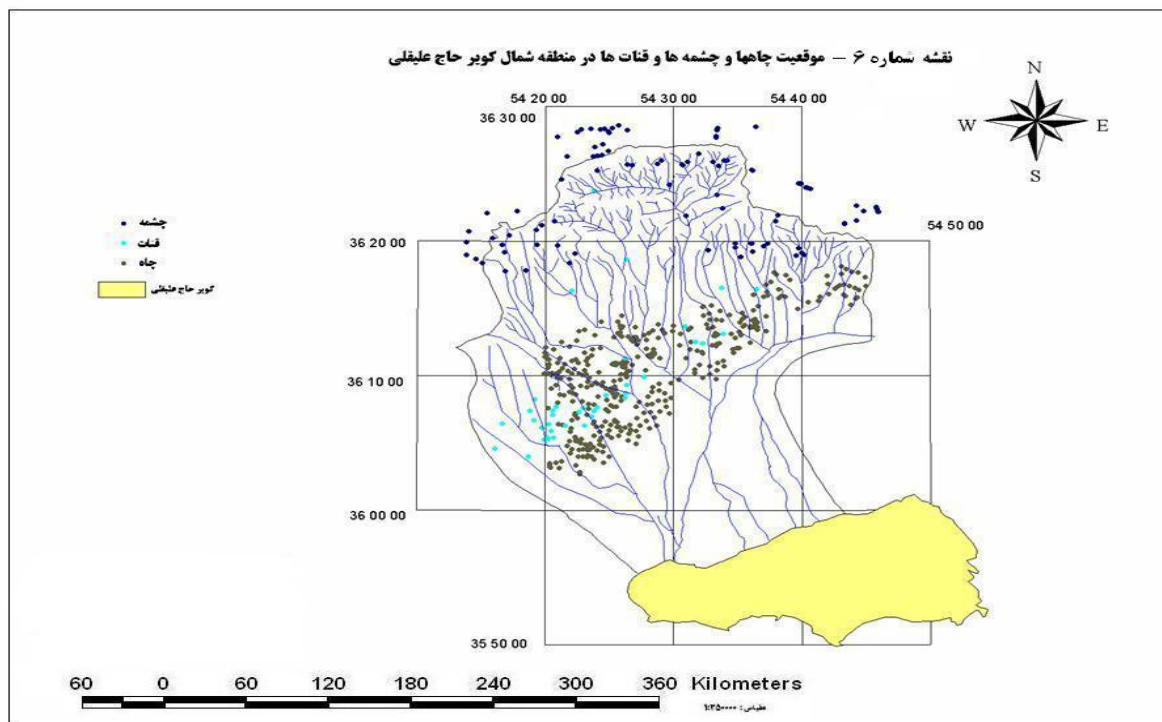 نقشه شماره ۶ – موقعیت چاهها و چشمه ها و قنات ها در منطقه شمال کویر حاج علیقلی
N
W E
S
54 20 00 54 30 00 54 40 00
36 30 00
54 50 00
چشمه
قنات
چاه
کویر حاج علیقلی
36 20 00
36 10 00
36 00 00
35 50 00
60 0 60 120 180 240 300 360 Kilometers
مقیاس: ۱:۳۵۰۰۰۰